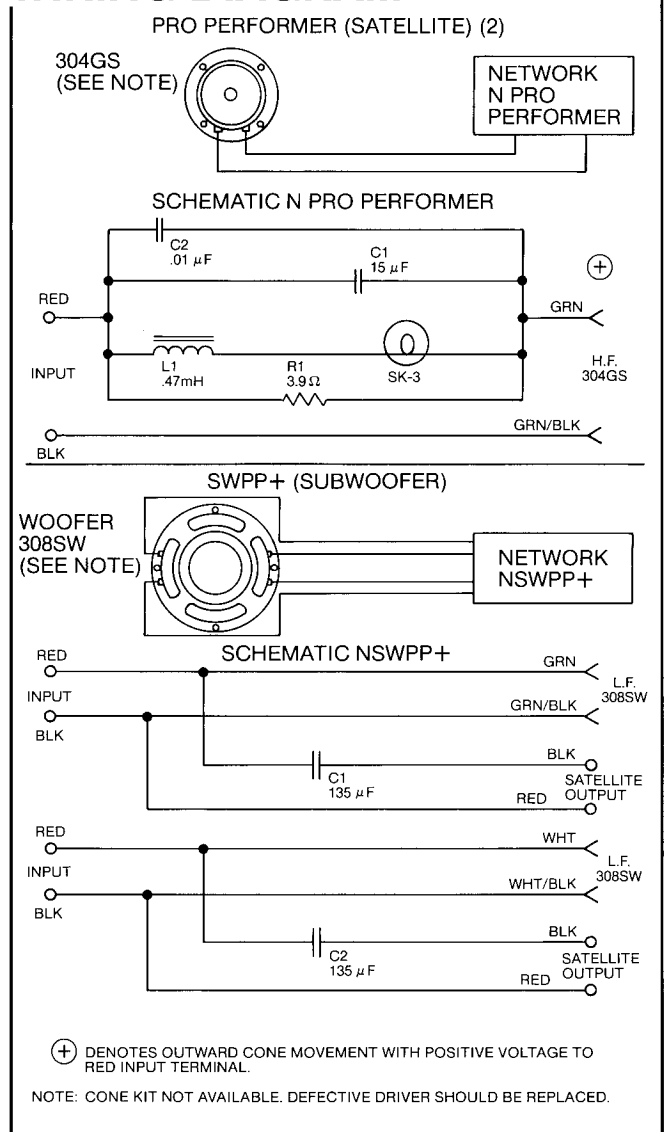 PRO PERFORMER (SATELLITE) (2)
304GS
(SEE NOTE)
NETWORK
N PRO
PERFORMER
SCHEMATIC N PRO PERFORMER
C2
.01 µF
C1
15 µF
+
RED
GRN
INPUT
L1
.47mH
R1
3.9Ω
SK-3
H.F.
304GS
GRN/BLK
BLK
SWPP+ (SUBWOOFER)
WOOFER
308SW
(SEE NOTE)
NETWORK
NSWPP+
SCHEMATIC NSWPP+
RED
GRN
L.F.
308SW
INPUT
GRN/BLK
BLK
BLK
C1
135 µF
SATELLITE
OUTPUT
RED
RED
WHT
L.F.
308SW
INPUT
WHT/BLK
BLK
BLK
C2
135 µF
SATELLITE
OUTPUT
RED
+ DENOTES OUTWARD CONE MOVEMENT WITH POSITIVE VOLTAGE TO
RED INPUT TERMINAL.
NOTE: CONE KIT NOT AVAILABLE. DEFECTIVE DRIVER SHOULD BE REPLACED.